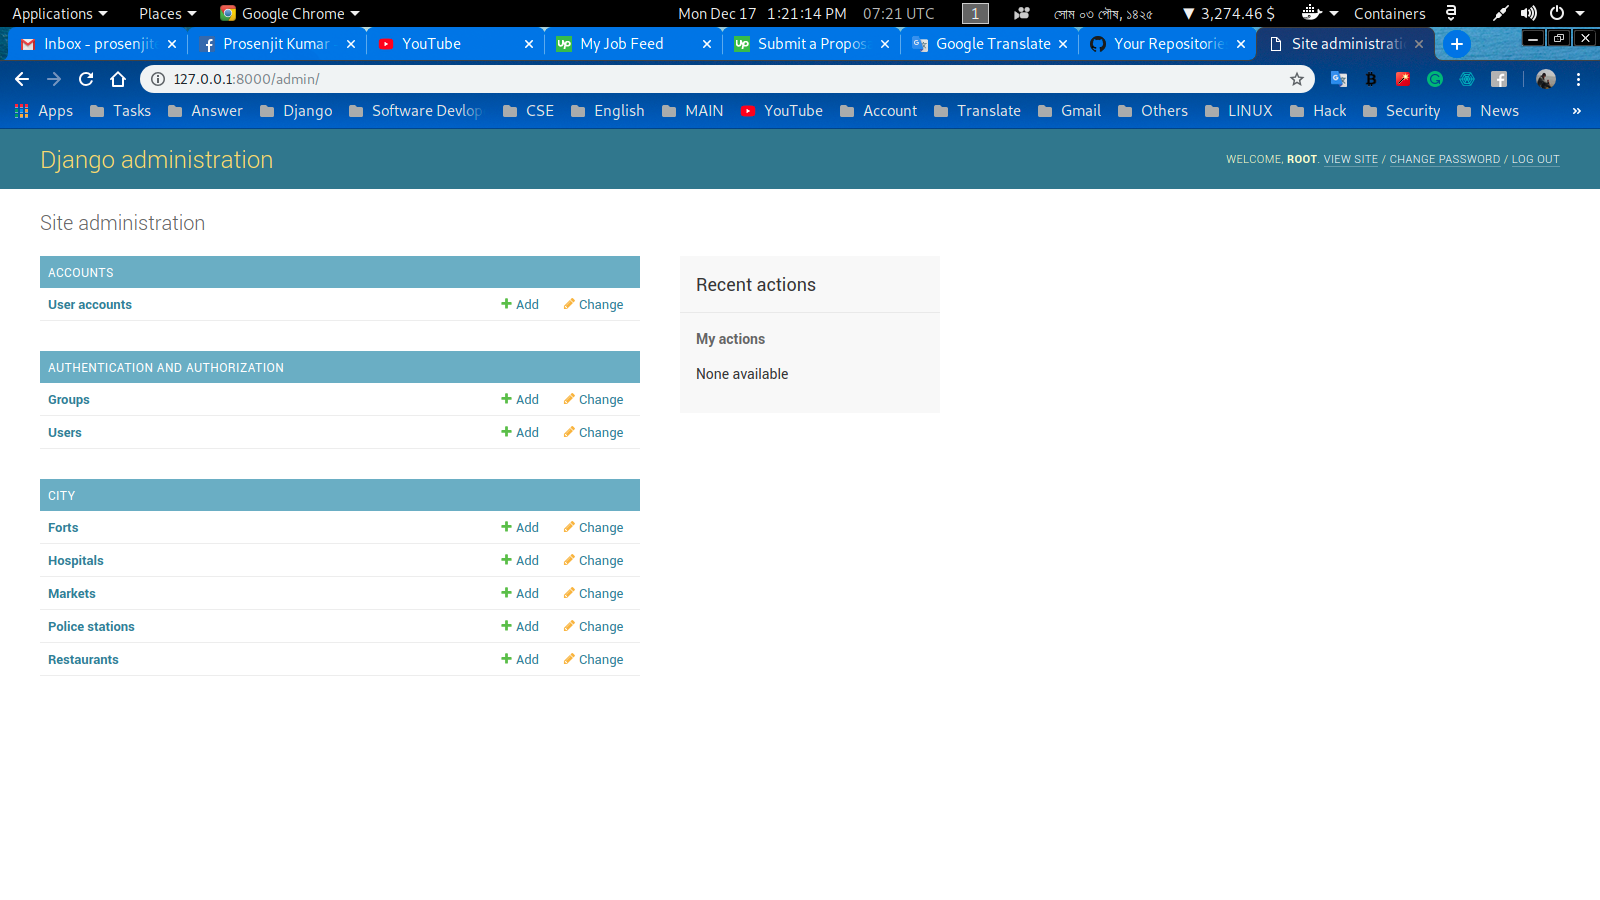 Applications Places Google Chrome Mon Dec 17 1:21:14 PM 07:21 UTC 1 সোম ০৩ পৌষ, ১৪২৫ ▼ 3,274.46 $ Containers
Inbox - prosenjit Prosenjit Kumar YouTube My Job Feed Submit a Propos Google Translate Your Repositorie Site administrati
127.0.0.1:8000/admin/
Apps Tasks Answer Django Software Devlop CSE English MAIN YouTube Account Translate Gmail Others LINUX Hack Security News »
Django administration WELCOME, ROOT. VIEW SITE / CHANGE PASSWORD / LOG OUT
Site administration
ACCOUNTS
User accounts Add Change
AUTHENTICATION AND AUTHORIZATION
Groups Add Change
Users Add Change
CITY
Forts Add Change
Hospitals Add Change
Markets Add Change
Police stations Add Change
Restaurants Add Change
Recent actions
My actions
None available